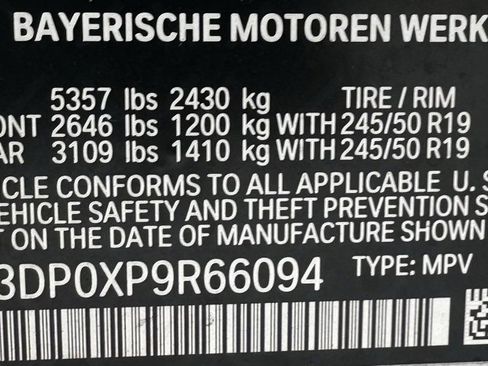 BAYERISCHE MOTOREN WERK
5357 lbs 2430 kg TIRE / RIM
ONT 2646 lbs 1200 kg WITH 245/50 R19
AR 3109 lbs 1410 kg WITH 245/50 R19
ICLE CONFORMS TO ALL APPLICABLE U. S
VEHICLE SAFETY AND THEFT PREVENTION S
T ON THE DATE OF MANUFACTURE SHOWN
3DP0XP9R66094 TYPE: MPV